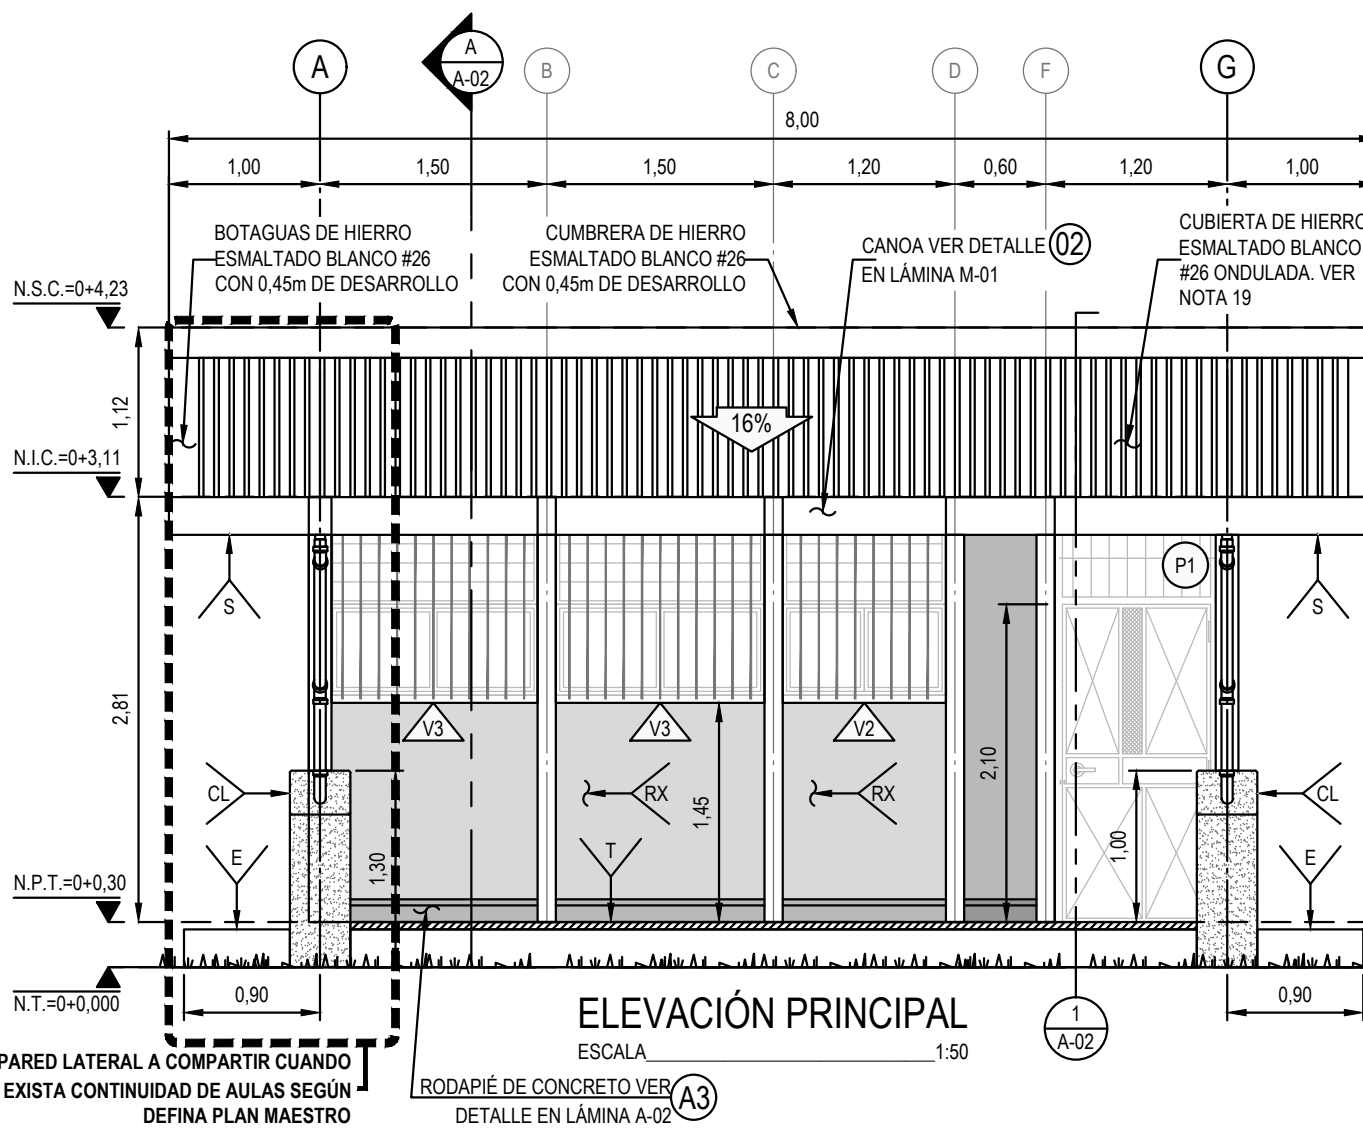 A
A
A-02
B
C
D
F
G
8,00
1,00
1,50
1,50
1,20
0,60
1,20
1,00
BOTAGUAS DE HIERRO
ESMALTADO BLANCO #26
CON 0,45m DE DESARROLLO
CUMBRERA DE HIERRO
ESMALTADO BLANCO #26
CON 0,45m DE DESARROLLO
CANOA VER DETALLE 02
EN LÁMINA M-01
CUBIERTA DE HIERRO
ESMALTADO BLANCO
#26 ONDULADA. VER
NOTA 19
N.S.C.=0+4,23
1,12
16%
N.I.C.=0+3,11
P1
S
S
2,81
V3
V3
V2
2,10
CL
RX
RX
CL
1,45
1,30
1,00
E
T
E
N.P.T.=0+0,30
N.T.=0+0,000
0,90
0,90
ELEVACIÓN PRINCIPAL
ESCALA 1:50
1
A-02
PARED LATERAL A COMPARTIR CUANDO
EXISTA CONTINUIDAD DE AULAS SEGÚN
DEFINA PLAN MAESTRO
RODAPIÉ DE CONCRETO VER A3
DETALLE EN LÁMINA A-02